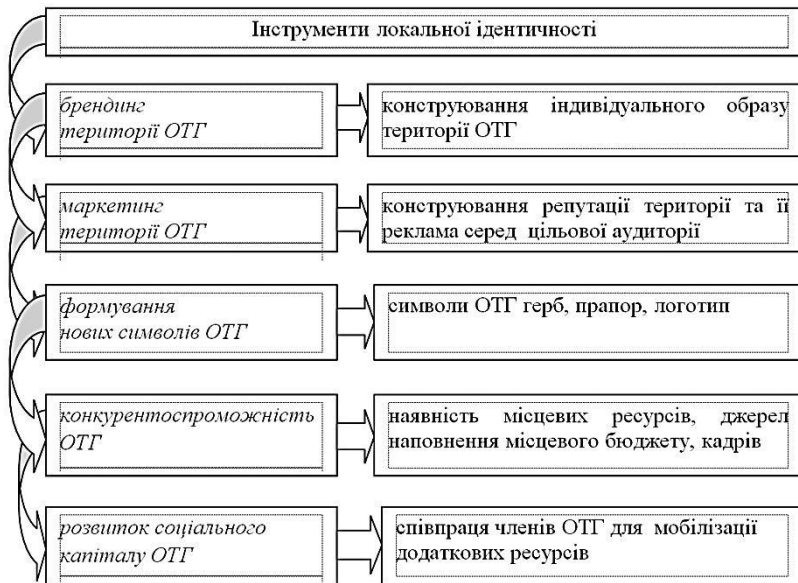 Інструменти локальної ідентичності
брендинг
території ОТГ
конструювання індивідуального образу
території ОТГ
маркетинг
території ОТГ
конструювання репутації території та її
реклама серед цільової аудиторії
формування
нових символів ОТГ
символи ОТГ герб, прапор, логотип
конкурентоспроможність
ОТГ
наявність місцевих ресурсів, джерел
наповнення місцевого бюджету, кадрів
розвиток соціального
капіталу ОТГ
співпраця членів ОТГ для мобілізації
додаткових ресурсів